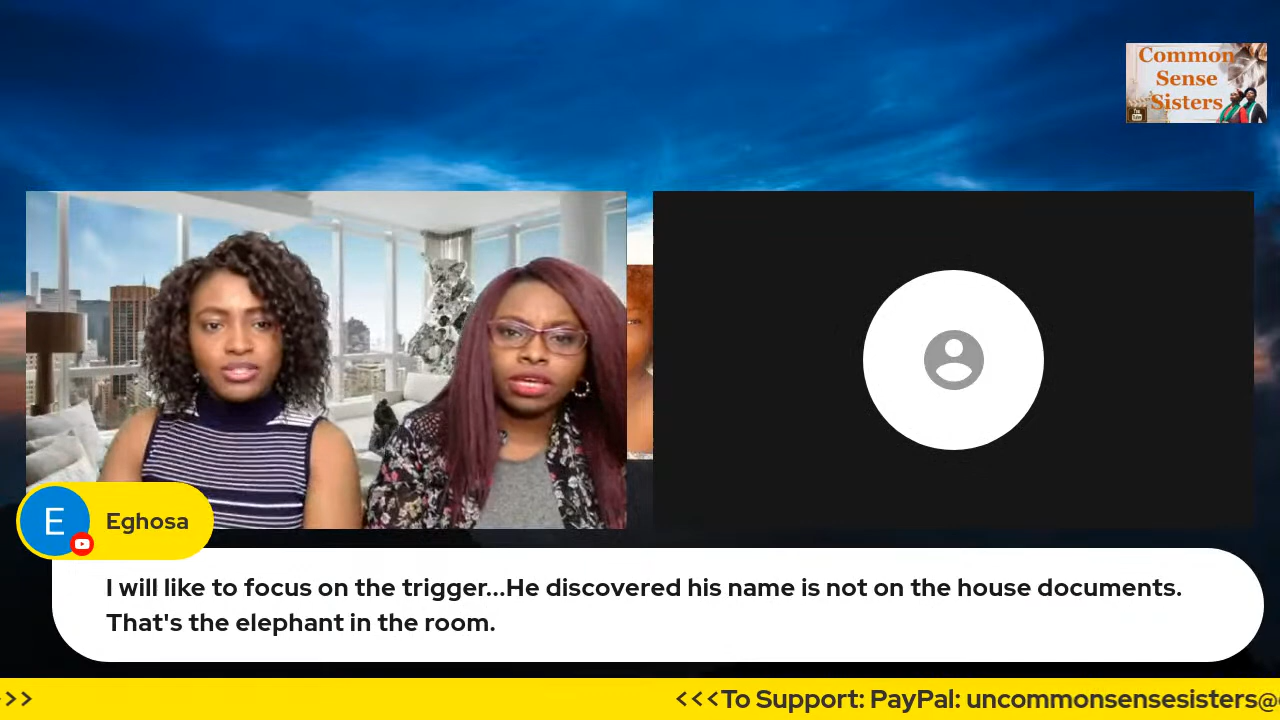 Common
Sense
Sisters
E
Eghosa
I will like to focus on the trigger...He discovered his name is not on the house documents.
That's the elephant in the room.
>> <<<To Support: PayPal: uncommonsensesisters@